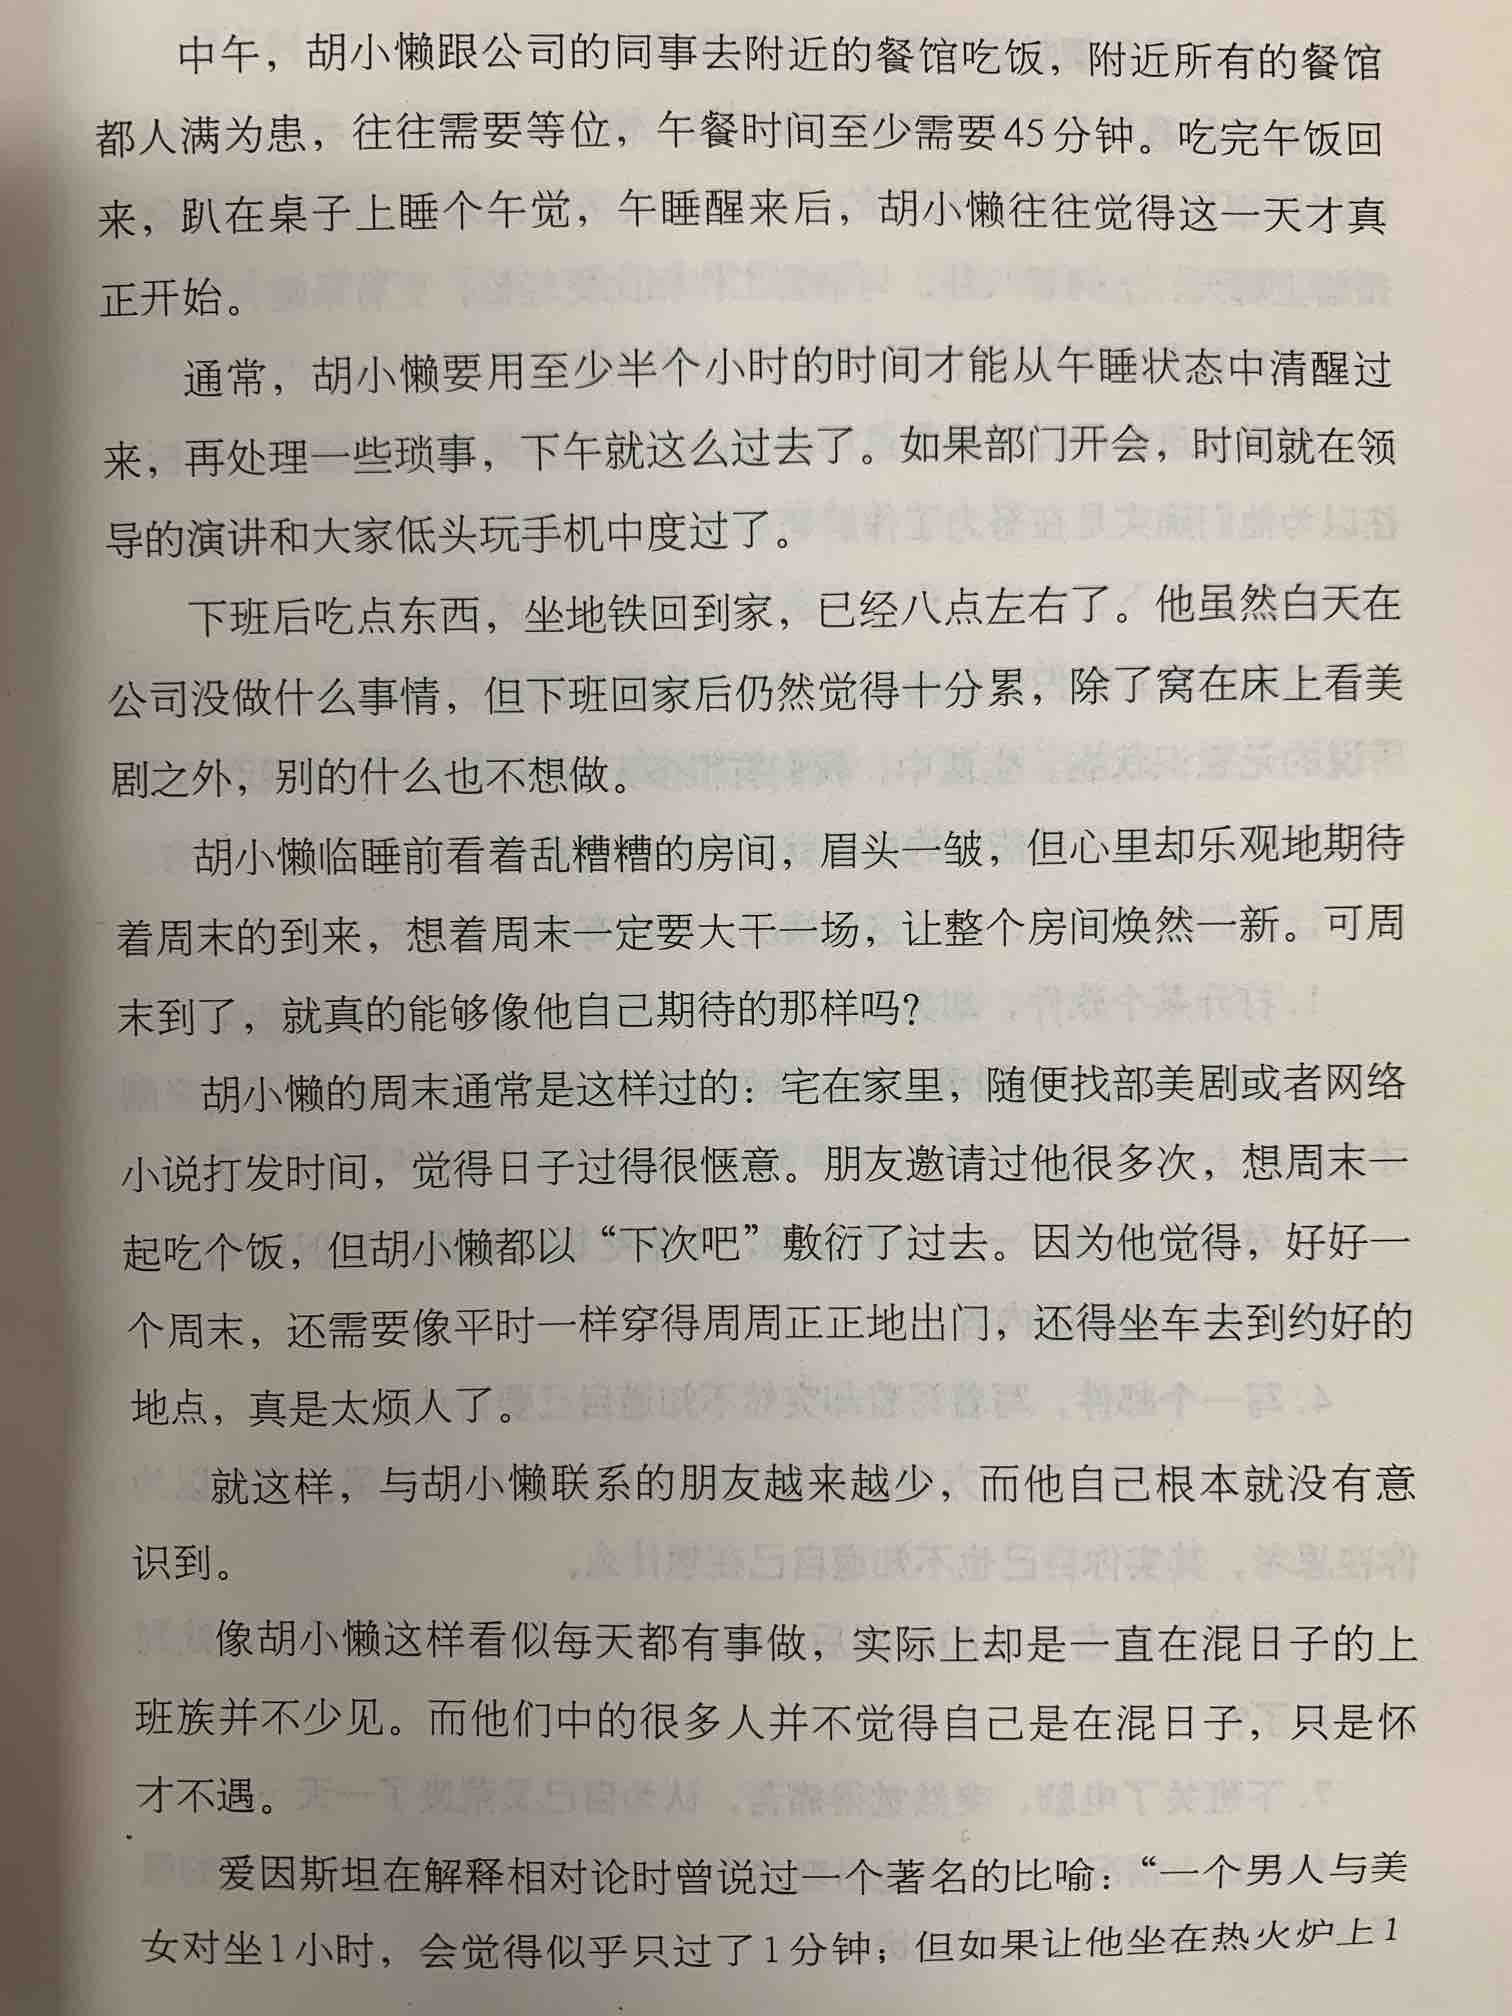 中午，胡小懒跟公司的同事去附近的餐馆吃饭，附近所有的餐馆
都人满为患，往往需要等位，午餐时间至少需要45分钟。吃完午饭回
来，趴在桌子上睡个午觉，午睡醒来后，胡小懒往往觉得这一天才真
正开始。
通常，胡小懒要用至少半个小时的时间才能从午睡状态中清醒过
来，再处理一些琐事，下午就这么过去了。如果部门开会，时间就在领
导的演讲和大家低头玩手机中度过了。
下班后吃点东西，坐地铁回到家，已经八点左右了。他虽然白天在
公司没做什么事情，但下班回家后仍然觉得十分累，除了窝在床上看美
剧之外，别的什么也不想做。
胡小懒临睡前看着乱糟糟的房间，眉头一皱，但心里却乐观地期待
着周末的到来，想着周末一定要大干一场，让整个房间焕然一新。可周
末到了，就真的能够像他自己期待的那样吗？
胡小懒的周末通常是这样过的：宅在家里，随便找部美剧或者网络
小说打发时间，觉得日子过得很惬意。朋友邀请过他很多次，想周末一
起吃个饭，但胡小懒都以“下次吧”敷衍了过去。因为他觉得，好好一
个周末，还需要像平时一样穿得周周正正地出门，还得坐车去到约好的
地点，真是太烦人了。
就这样，与胡小懒联系的朋友越来越少，而他自己根本就没有意
识到。
像胡小懒这样看似每天都有事做，实际上却是一直在混日子的上
班族并不少见。而他们中的很多人并不觉得自己是在混日子，只是怀
才不遇。
爱因斯坦在解释相对论时曾说过一个著名的比喻：“一个男人与美
女对坐1小时，会觉得似乎只过了1分钟；但如果让他坐在热火炉上1